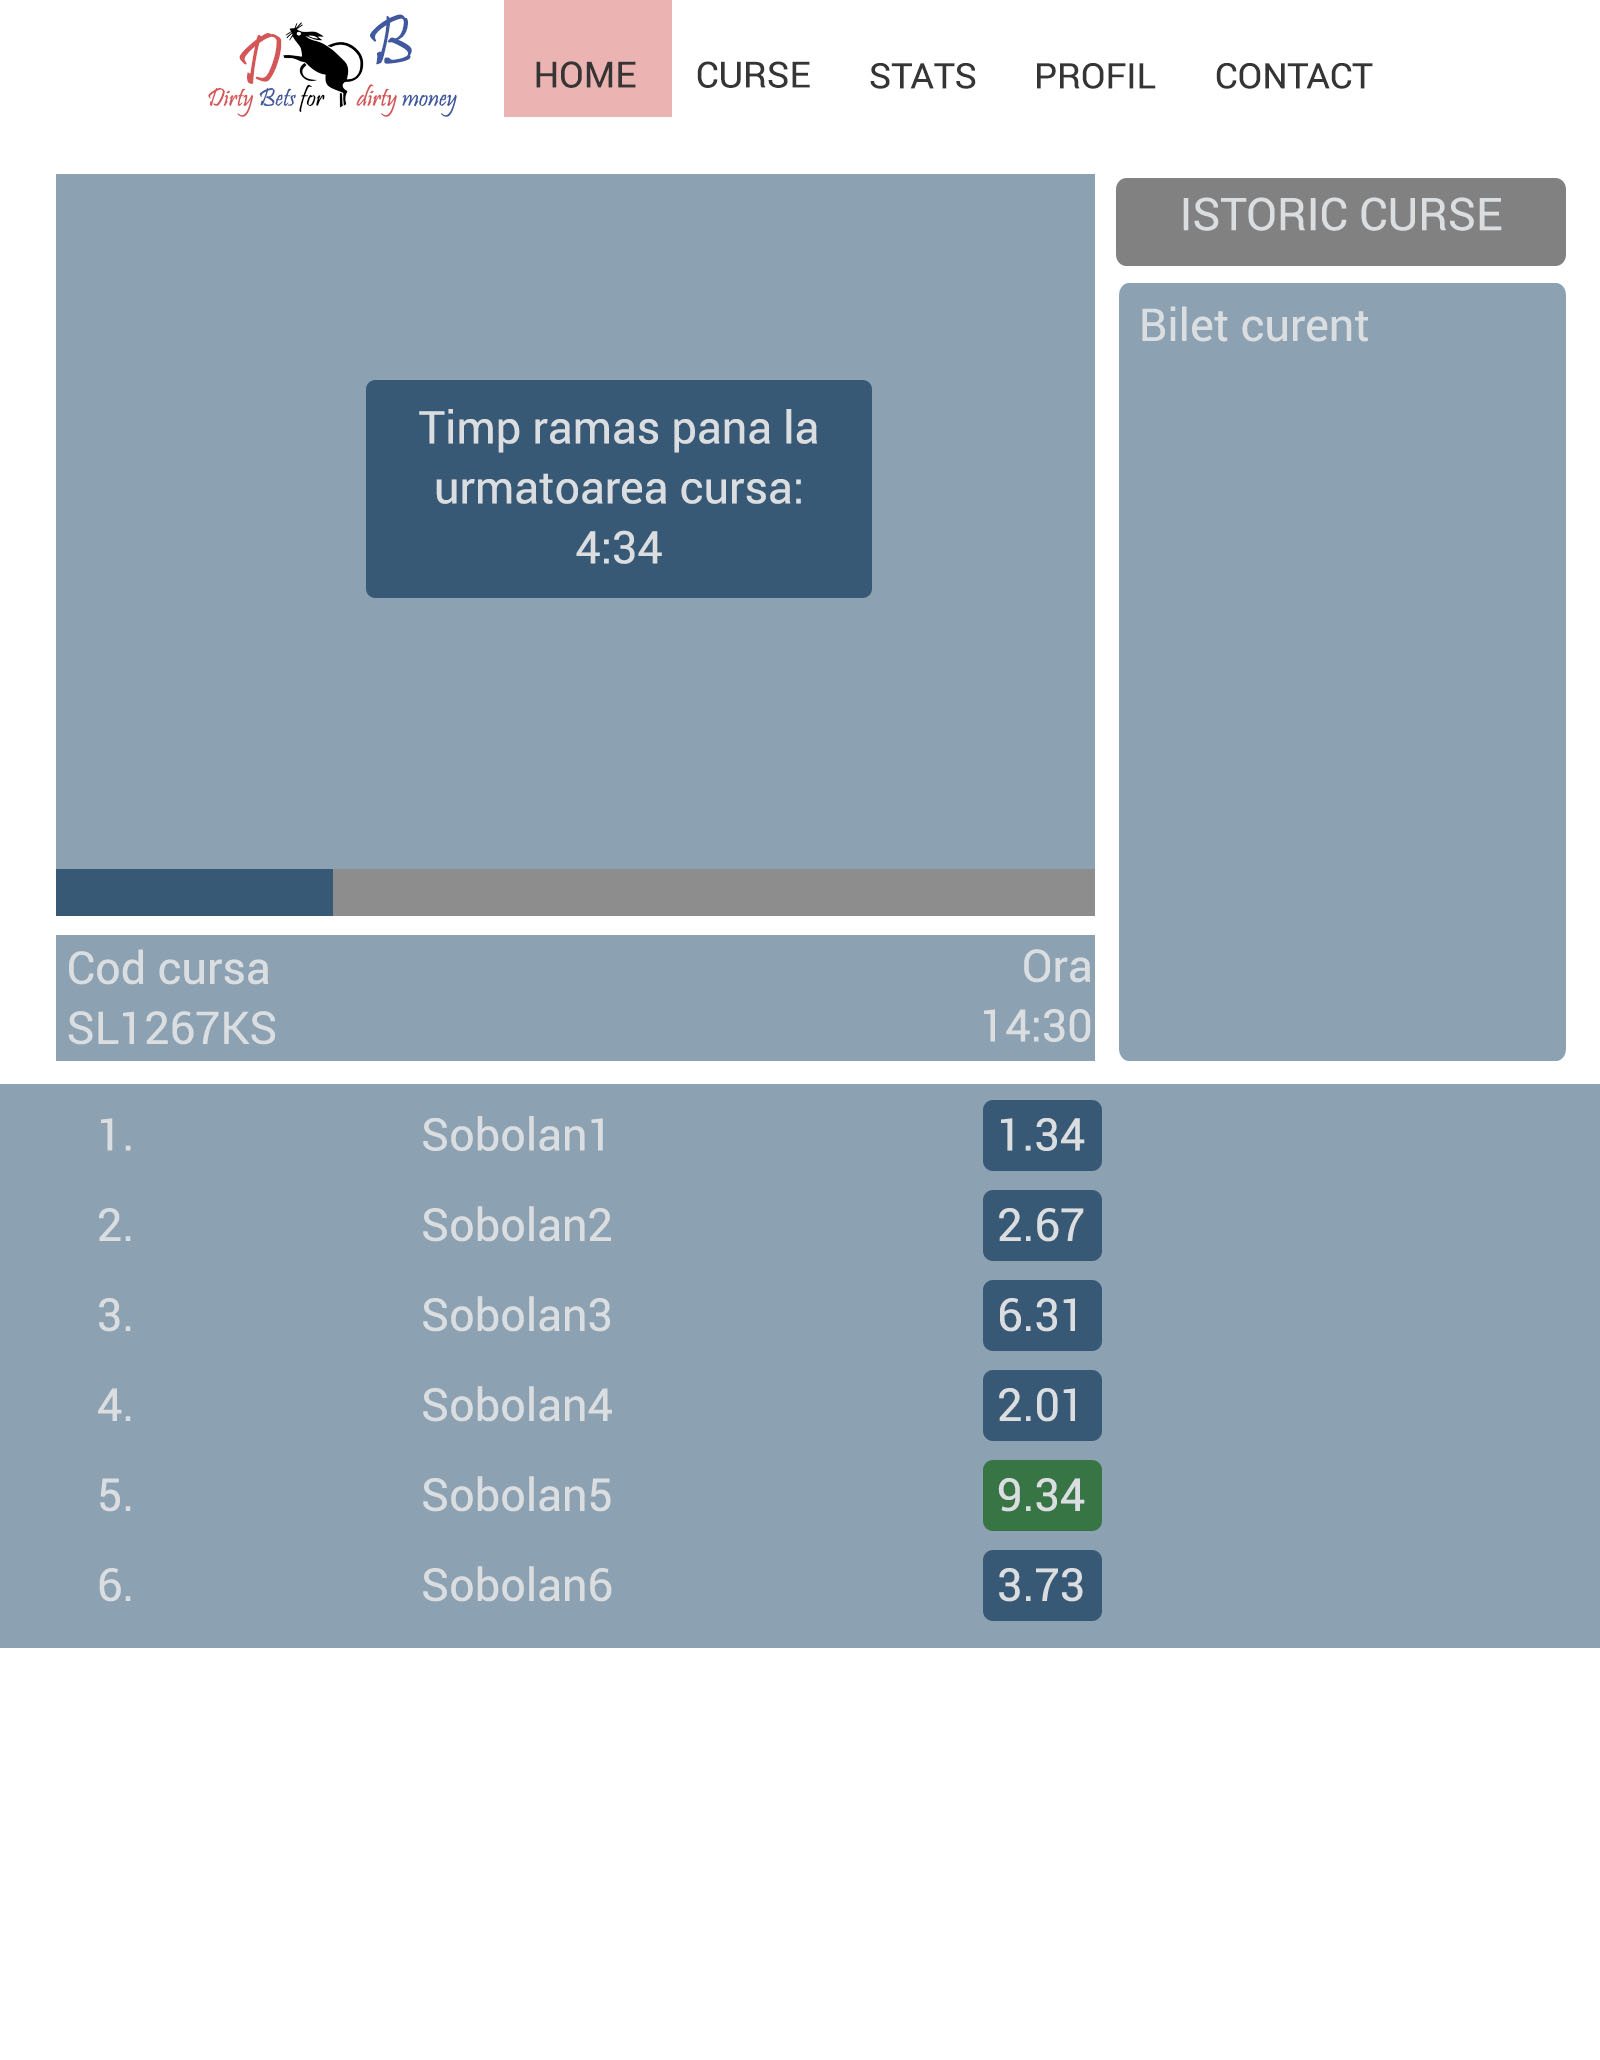 D B
Dirty Bets for dirty money
HOME CURSE STATS PROFIL CONTACT
ISTORIC CURSE
Bilet curent
Timp ramas pana la
urmatoarea cursa:
4:34
Cod cursa
SL1267KS
Ora
14:30
1. Sobolan1 1.34
2. Sobolan2 2.67
3. Sobolan3 6.31
4. Sobolan4 2.01
5. Sobolan5 9.34
6. Sobolan6 3.73